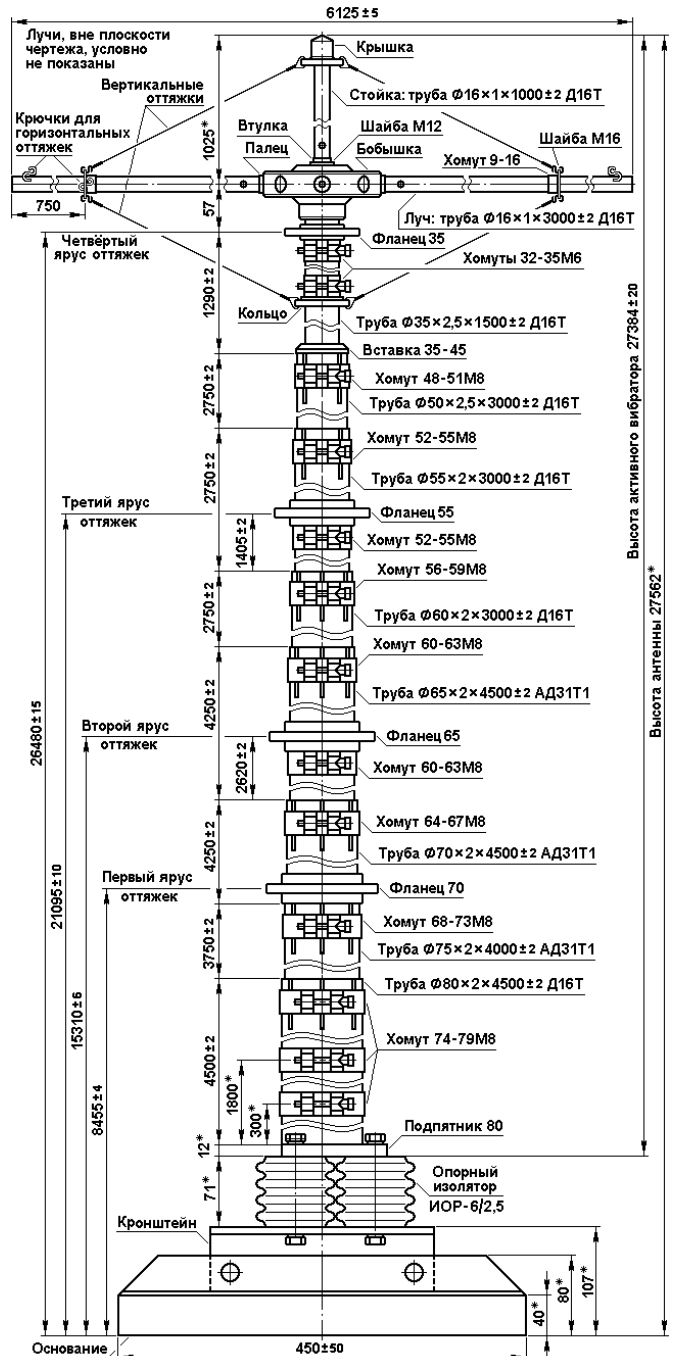 6125±5
Лучи, вне плоскости
чертежа, условно
не показаны
Крышка
Вертикальные
оттяжки
Стойка: труба Ø16×1×1000±2 Д16Т
1025*
Крючки для
горизонтальных
оттяжек
Втулка
Шайба М12
Шайба М16
Палец
Бобышка
Хомут 9-16
750
57
Луч: труба Ø16×1×3000±2 Д16Т
Четвёртый
ярус оттяжек
Фланец 35
Хомуты 32-35М6
1290±2
Кольцо
Труба Ø35×2,5×1500±2 Д16Т
Вставка 35-45
Хомут 48-51М8
2750±2
Труба Ø50×2,5×3000±2 Д16Т
Хомут 52-55М8
2750±2
Труба Ø55×2×3000±2 Д16Т
Третий ярус
оттяжек
Фланец 55
1405±2
Хомут 52-55М8
Хомут 56-59М8
2750±2
Труба Ø60×2×3000±2 Д16Т
Хомут 60-63М8
4250±2
Труба Ø65×2×4500±2 АД31Т1
Второй ярус
оттяжек
Фланец 65
2620±2
Хомут 60-63М8
Хомут 64-67М8
4250±2
Труба Ø70×2×4500±2 АД31Т1
Первый ярус
оттяжек
Фланец 70
Хомут 68-73М8
3750±2
Труба Ø75×2×4000±2 АД31Т1
Труба Ø80×2×4500±2 Д16Т
Хомут 74-79М8
4500±2
1800*
300*
12*
Подпятник 80
71*
Опорный
изолятор
ИОР-6/2,5
Кронштейн
26480±15
21095±10
15310±6
8455±4
Высота активного вибратора 27384±20
Высота антенны 27562*
40*
80*
107*
Основание
450±50